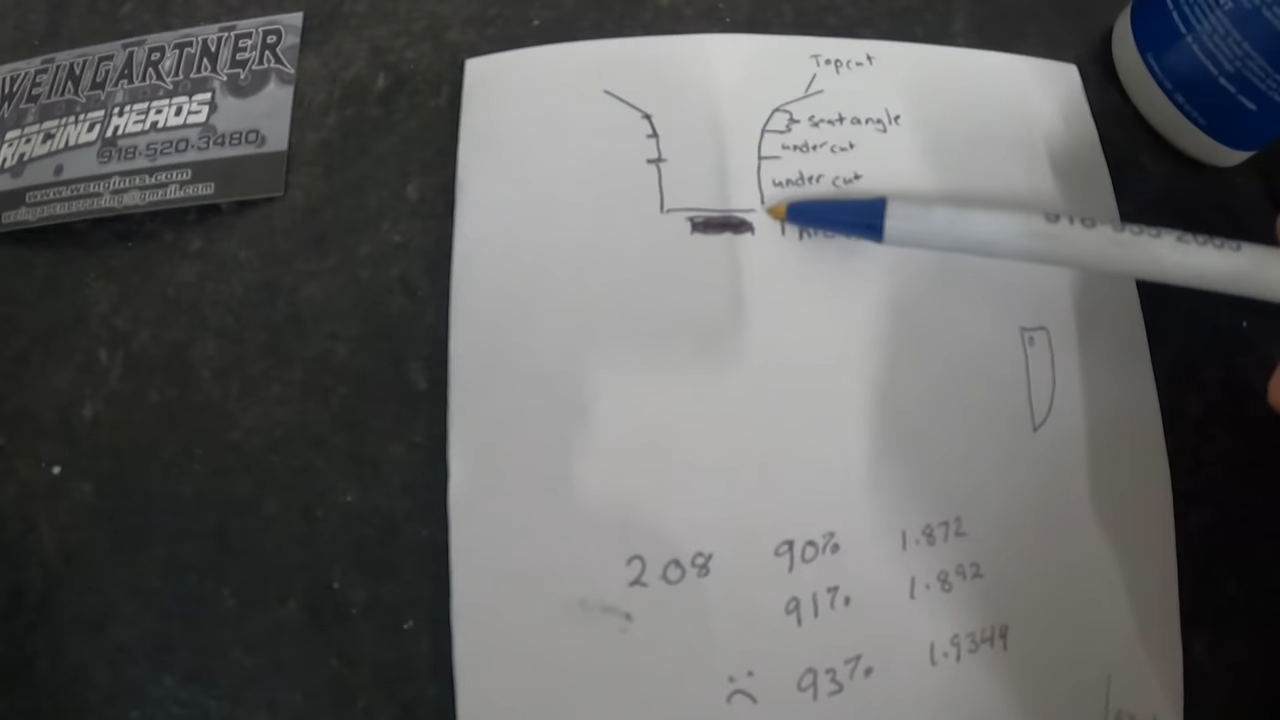 WEINGARTNER
RACING HEADS
918-520-3480
www.wengines.com
weingartnerracing@gmail.com
Topcut
seat angle
under cut
under cut
208 90% 1.872
91% 1.892
93% 1.9349